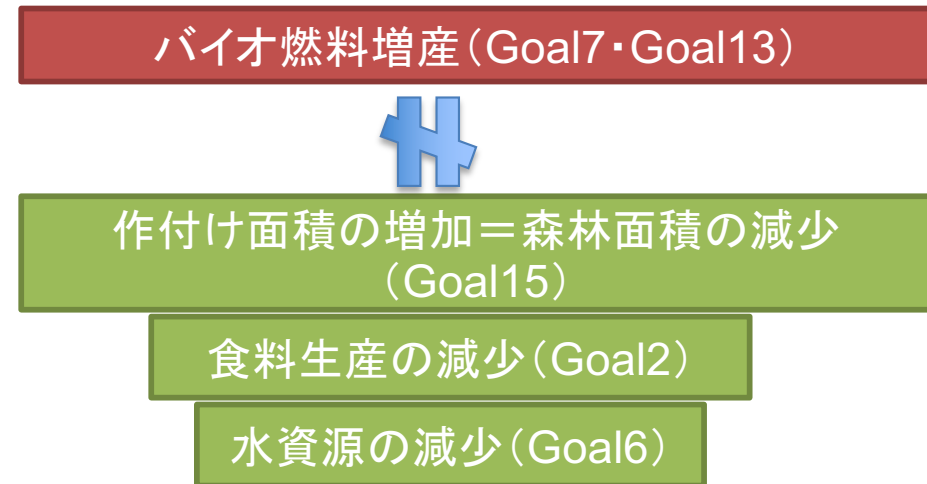 バイオ燃料増産(Goal7・Goal13)
作付け面積の増加=森林面積の減少
(Goal15)
食料生産の減少(Goal2)
水資源の減少(Goal6)